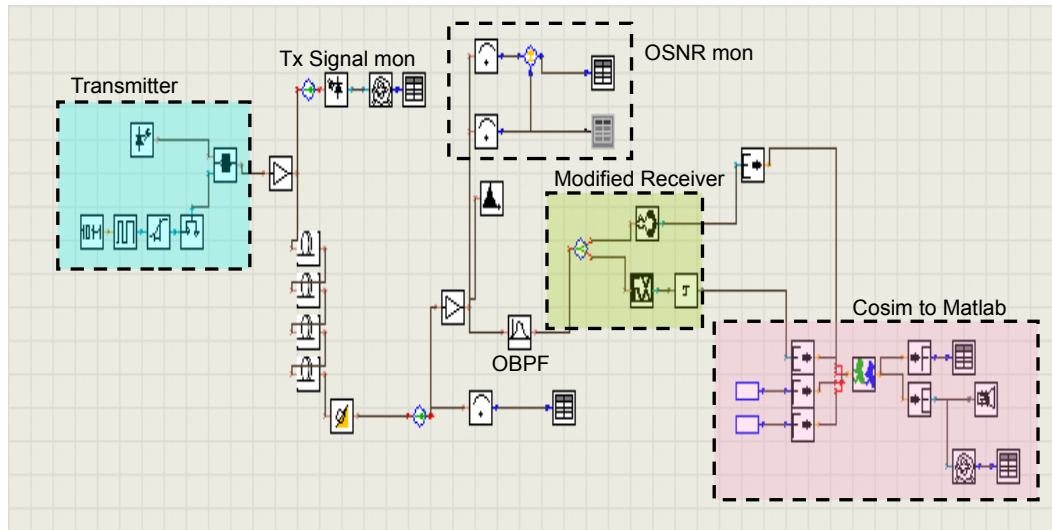 OSNR mon
Tx Signal mon
Transmitter
Modified Receiver
Cosim to Matlab
OBPF